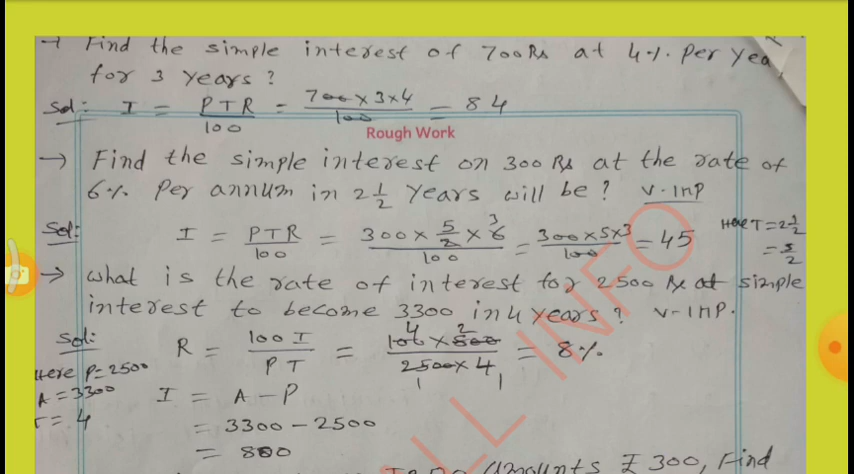 → Find the simple interest of 700 Rs at 4%. Per yea
for 3 years ?
Sol: I = PTR/100 = 700 × 3 × 4/100 = 84
Rough Work
→ Find the simple interest on 300 Rs at the rate of
6%. Per annum in 2 1/2 years will be ? V.imp
Sol: I = PTR/100 = 300 × 5/2 × 6 3/100 = 300 × 5 × 3/100 = 45 Here T = 2 1/2
= 5/2
→ What is the rate of interest for 2500 Rs at simple
interest to become 3300 in 4 years ? V-IMP.
Sol: R = 100 I/P T = 100 × 800/2500 × 4 = 8%.
Here P = 2500
A = 3300 I = A - P
T = 4 = 3300 - 2500
= 800
LL INFO
amounts ₹ 300, Find